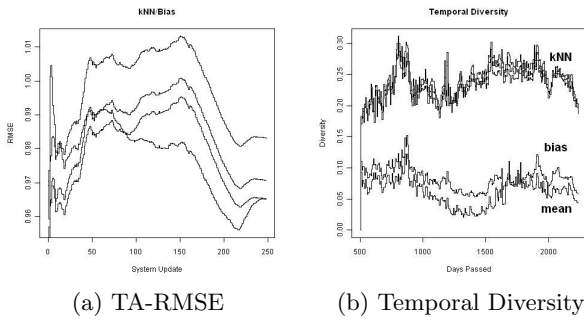 kNN/Bias
RMSE
1.01
1.00
0.99
0.98
0.97
0.96
0
50
100
150
200
250
System Update
(a) TA-RMSE
Temporal Diversity
Diversity
0.30
0.25
0.20
0.15
0.10
0.05
0.00
kNN
bias
mean
500
1000
1500
2000
Days Passed
(b) Temporal Diversity